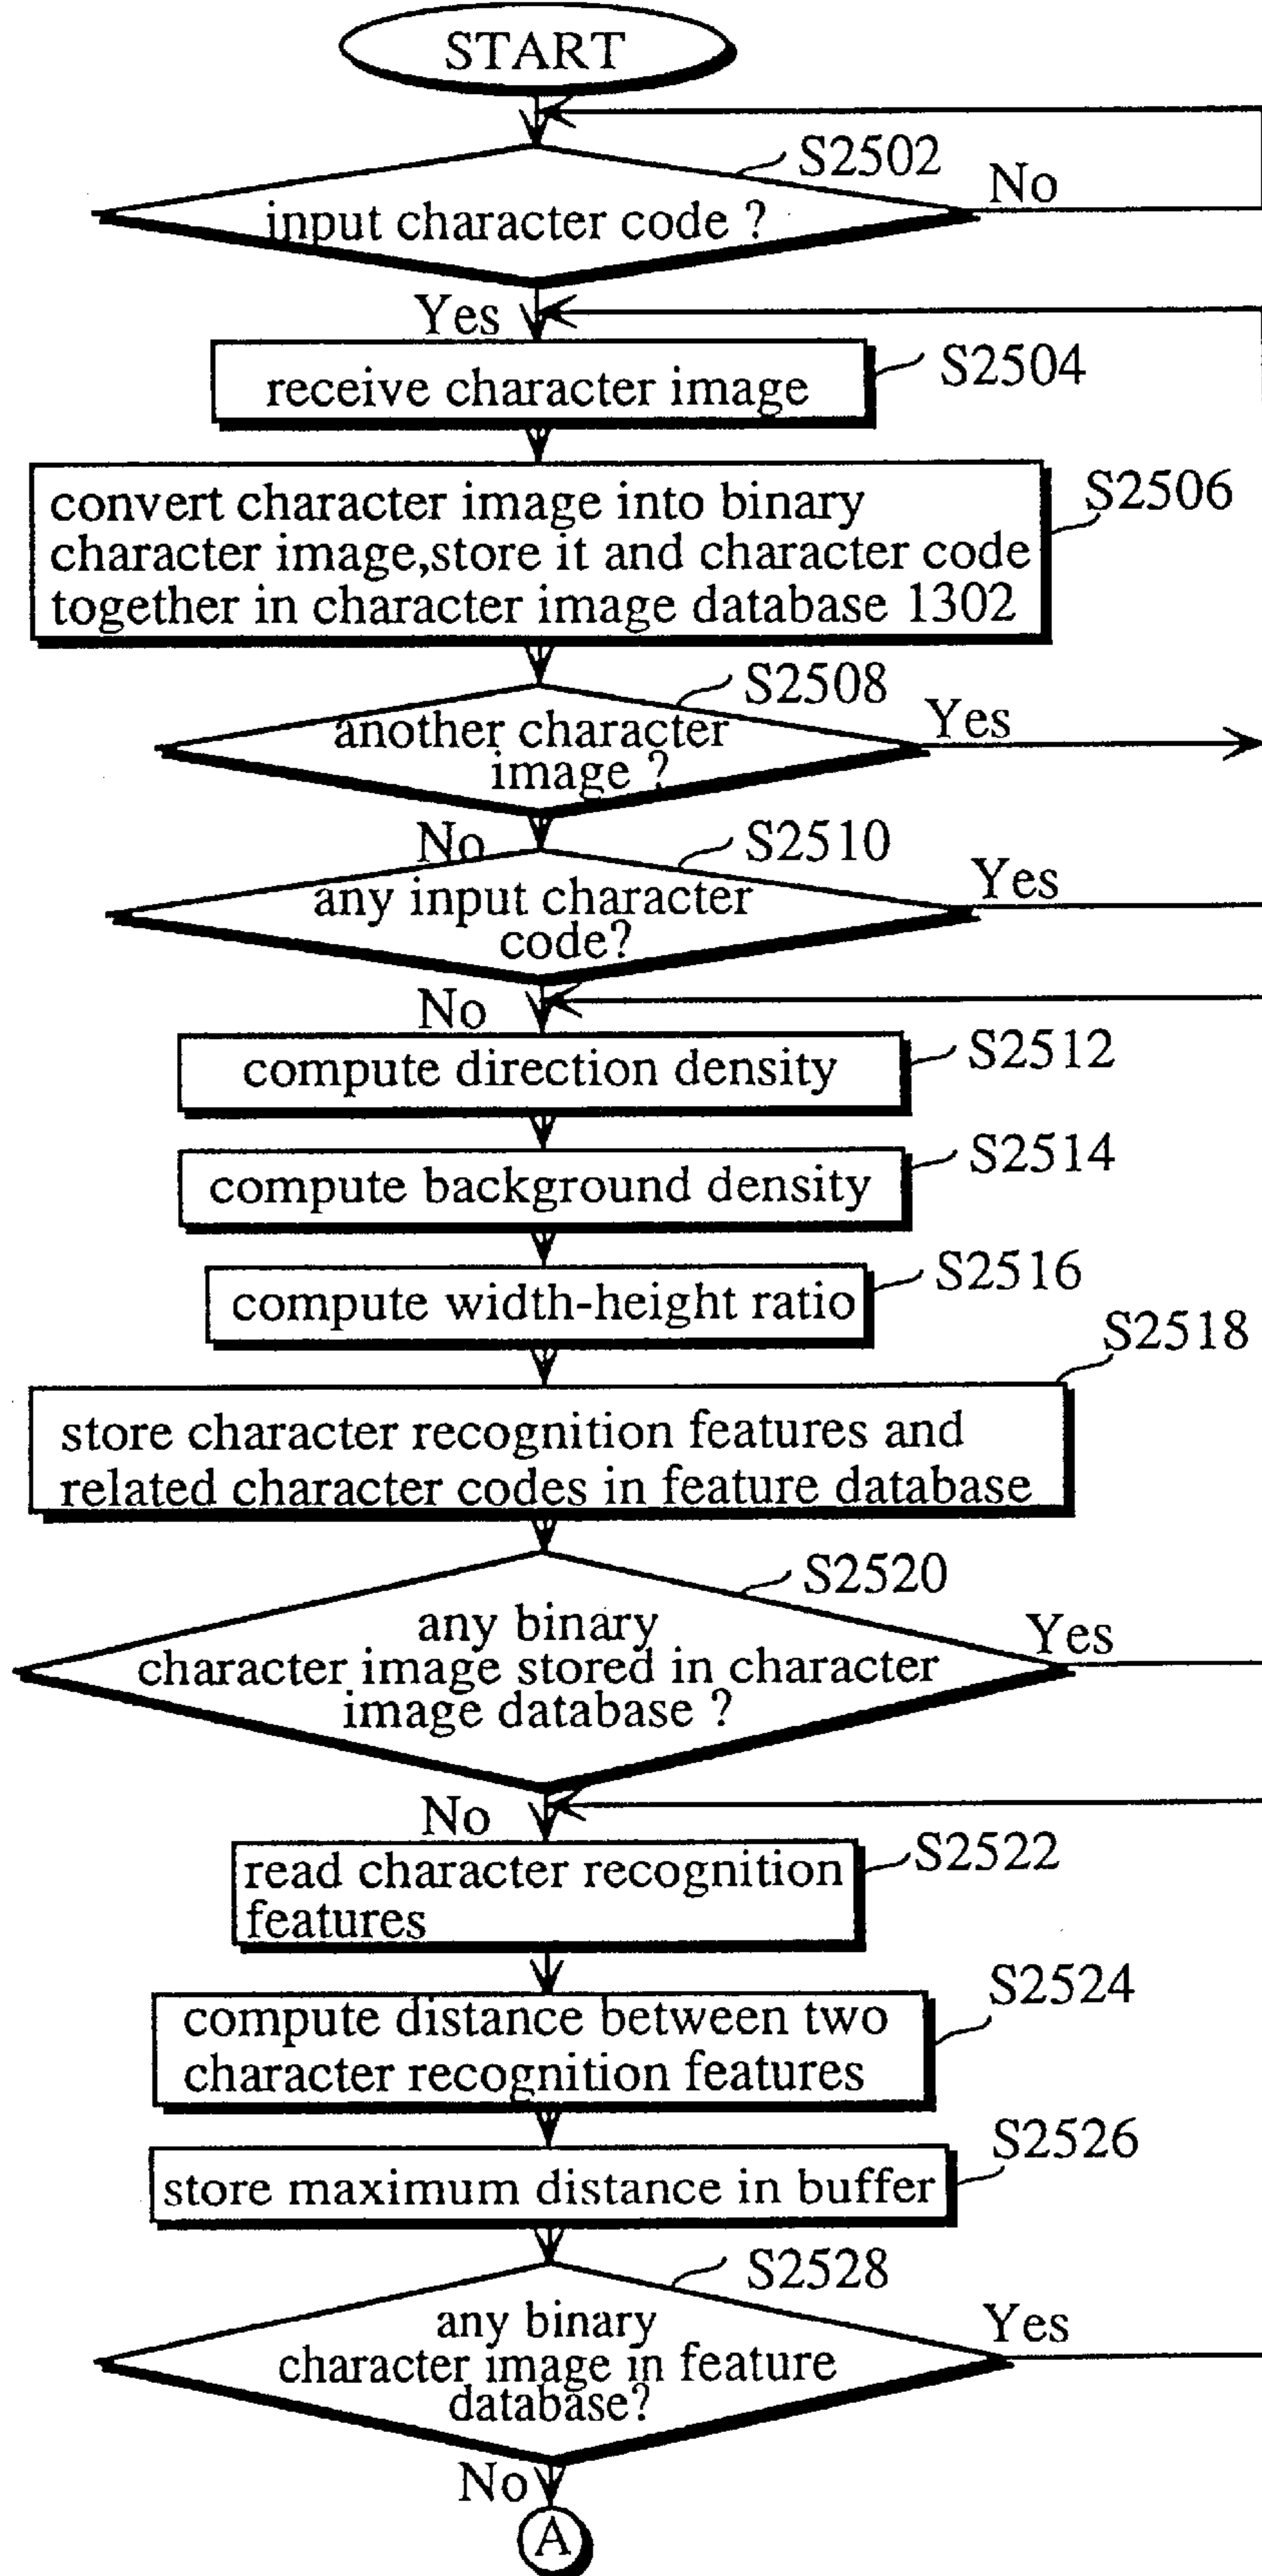 START
S2502
No
input character code ?
Yes
S2504
receive character image
S2506
convert character image into binary
character image,store it and character code
together in character image database 1302
S2508
Yes
another character
image ?
No
S2510
Yes
any input character
code?
No
S2512
compute direction density
S2514
compute background density
S2516
compute width-height ratio
S2518
store character recognition features and
related character codes in feature database
S2520
Yes
any binary
character image stored in character
image database ?
No
S2522
read character recognition
features
S2524
compute distance between two
character recognition features
S2526
store maximum distance in buffer
S2528
Yes
any binary
character image in feature
database?
No
A